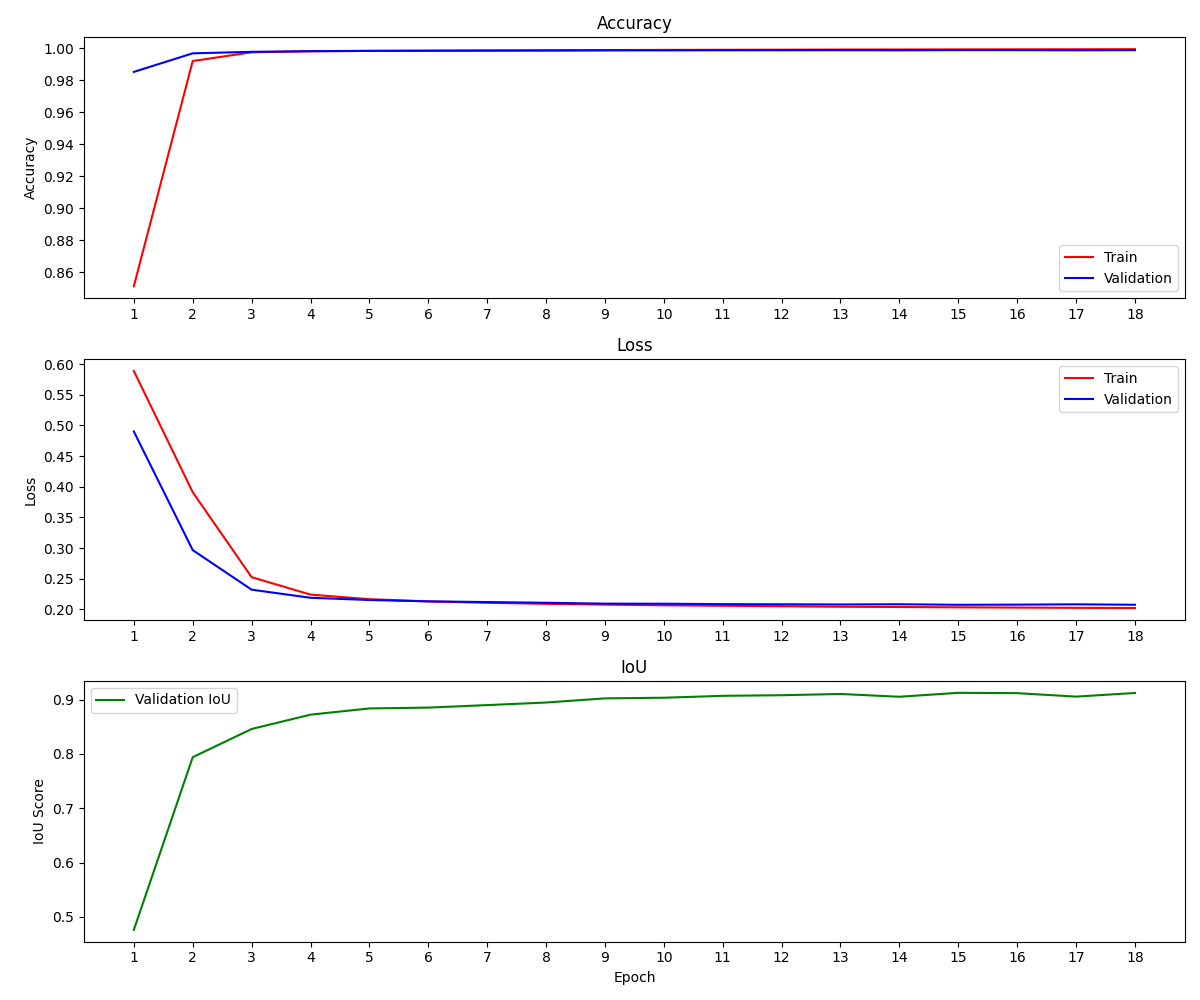 Accuracy
1.00
0.98
0.96
0.94
0.92
0.90
0.88
0.86
Accuracy
Train
Validation
1 2 3 4 5 6 7 8 9 10 11 12 13 14 15 16 17 18
Loss
0.60
0.55
0.50
0.45
0.40
0.35
0.30
0.25
0.20
Loss
Train
Validation
1 2 3 4 5 6 7 8 9 10 11 12 13 14 15 16 17 18
IoU
0.9
0.8
0.7
0.6
0.5
IoU Score
Validation IoU
1 2 3 4 5 6 7 8 9 10 11 12 13 14 15 16 17 18
Epoch